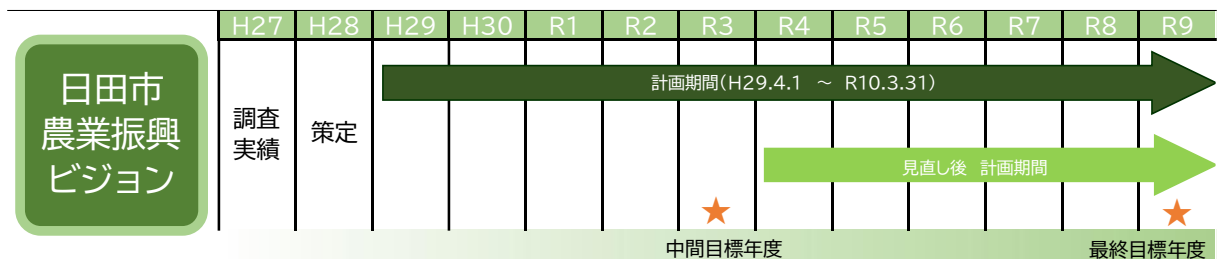 H27 H28 H29 H30 R1 R2 R3 R4 R5 R6 R7 R8 R9
日田市
農業振興
ビジョン
調査
実績
策定
計画期間(H29.4.1 ～ R10.3.31)
見直し後 計画期間
中間目標年度
最終目標年度